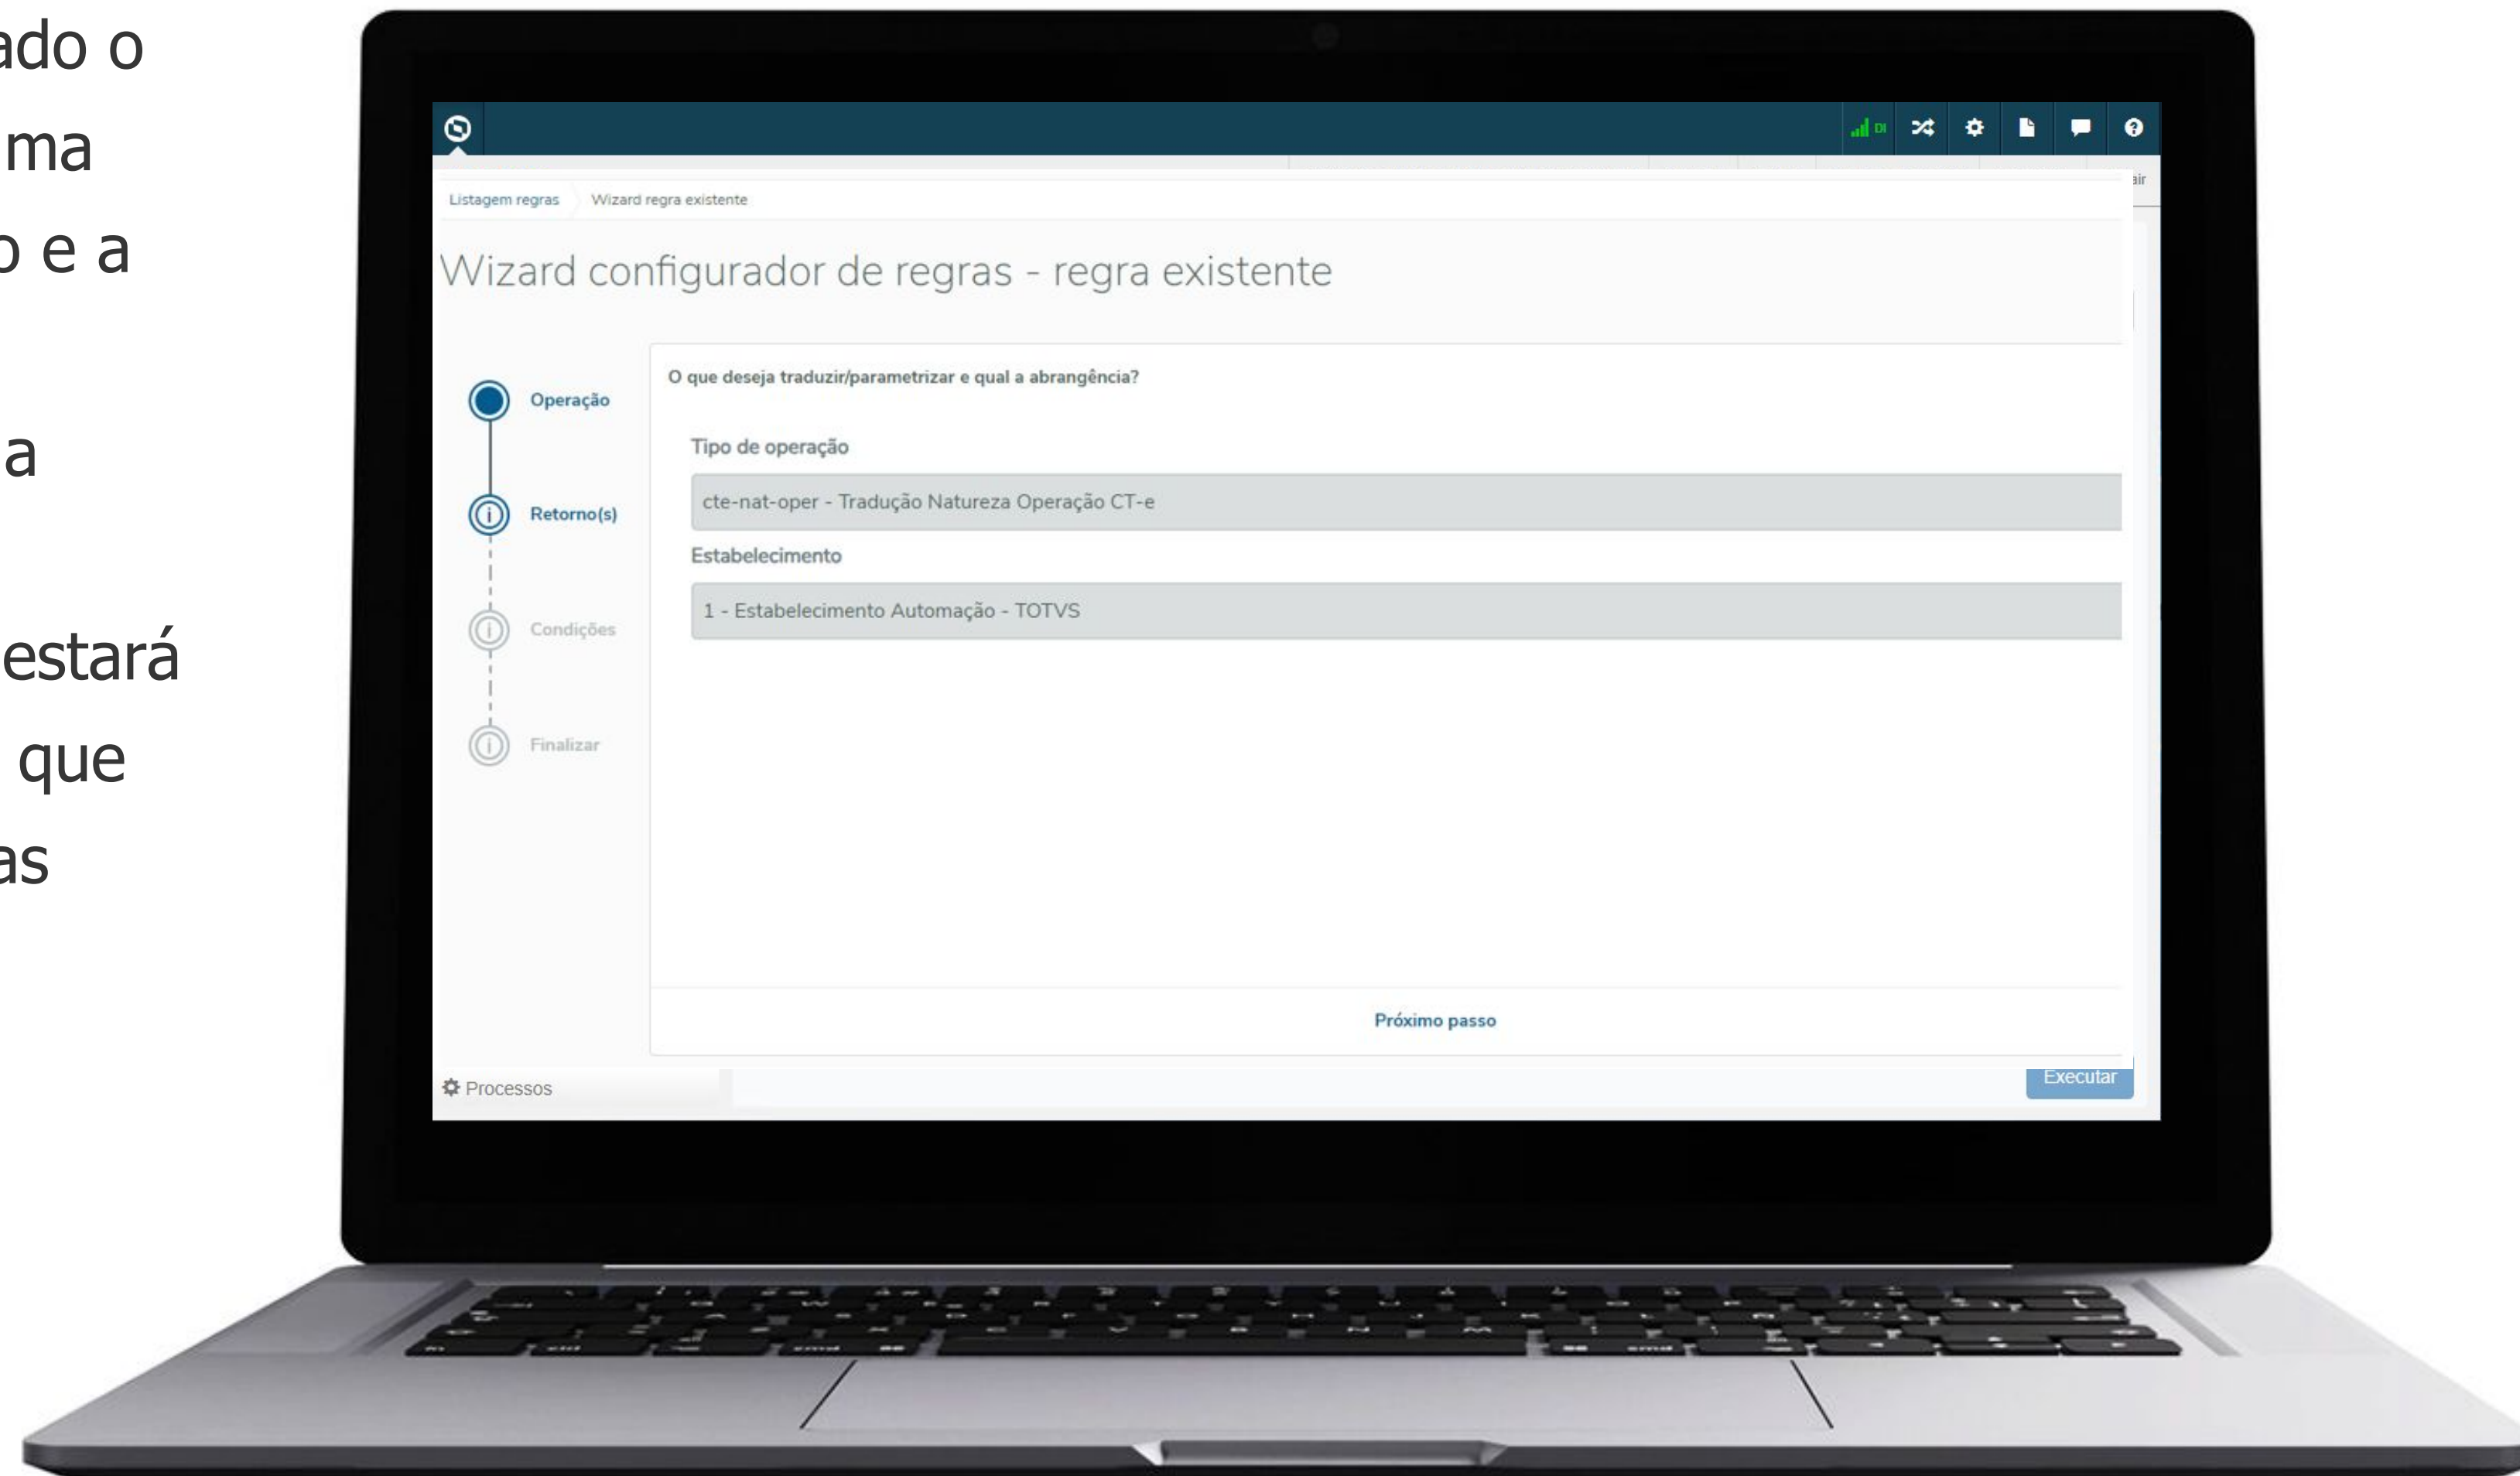 ado o
ma
o e a
a
estará
que
as
DI
air
Listagem regras Wizard regra existente
Wizard configurador de regras - regra existente
O que deseja traduzir/parametrizar e qual a abrangência?
Operação
Tipo de operação
cte-nat-oper - Tradução Natureza Operação CT-e
Retorno(s)
Estabelecimento
1 - Estabelecimento Automação - TOTVS
Condições
Finalizar
Próximo passo
Processos
Executar